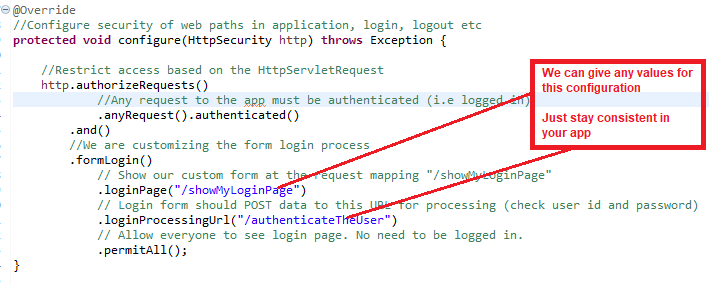 @Override
//Configure security of web paths in application, login, logout etc
protected void configure(HttpSecurity http) throws Exception {
//Restrict access based on the HttpServletRequest
http.authorizeRequests()
//Any request to the app must be authenticated (i.e logged in)
.anyRequest().authenticated()
.and()
//We are customizing the form login process
.formLogin()
// Show our custom form at the request mapping "/showMyLoginPage"
.loginPage("/showMyLoginPage")
// Login form should POST data to this URL for processing (check user id and password)
.loginProcessingUrl("/authenticateTheUser")
// Allow everyone to see login page. No need to be logged in.
.permitAll();
}
We can give any values for
this configuration
Just stay consistent in
your app